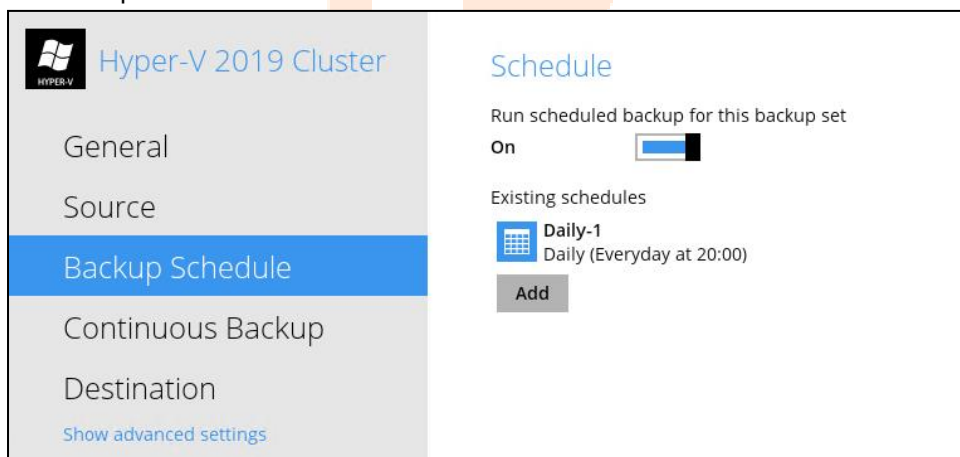 HYPER-V
Hyper-V 2019 Cluster
General
Source
Backup Schedule
Continuous Backup
Destination
Show advanced settings
Schedule
Run scheduled backup for this backup set
On
Existing schedules
Daily-1
Daily (Everyday at 20:00)
Add